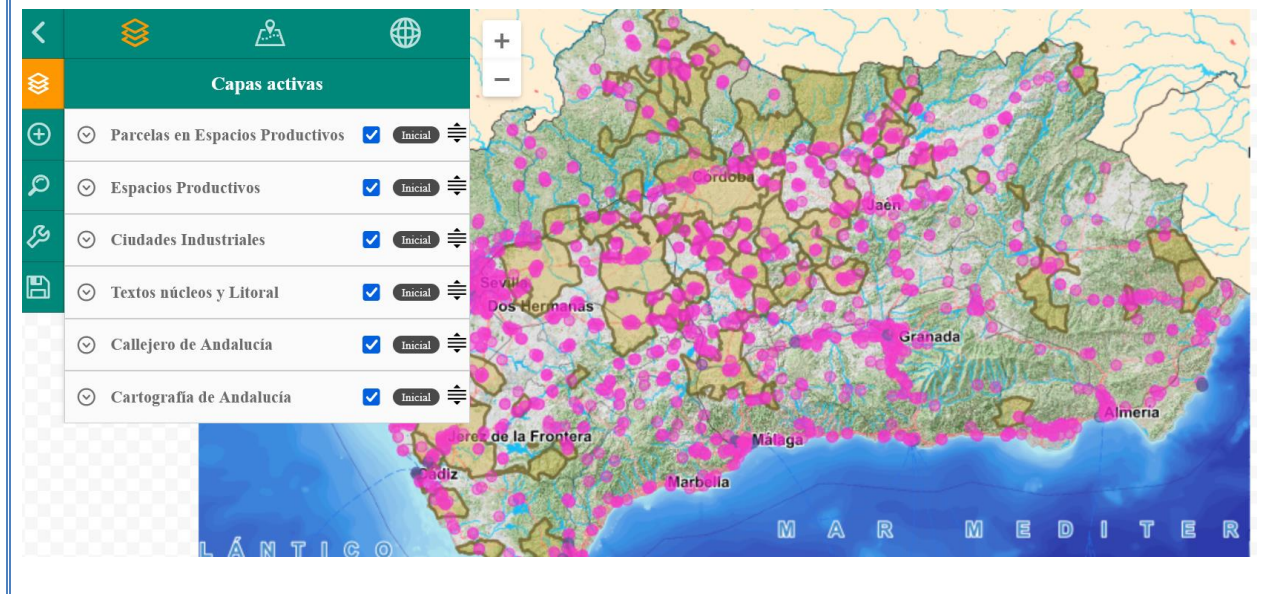 Capas activas
Parcelas en Espacios Productivos Inicial
Espacios Productivos Inicial
Ciudades Industriales Inicial
Textos núcleos y Litoral Inicial
Callejero de Andalucía Inicial
Cartografía de Andalucía Inicial
+
−
Córdoba
Jaén
Sevilla
Dos Hermanas
Granada
Almería
Jerez de la Frontera
Málaga
Cádiz
Marbella
MAR MEDITER
LÁNTICO